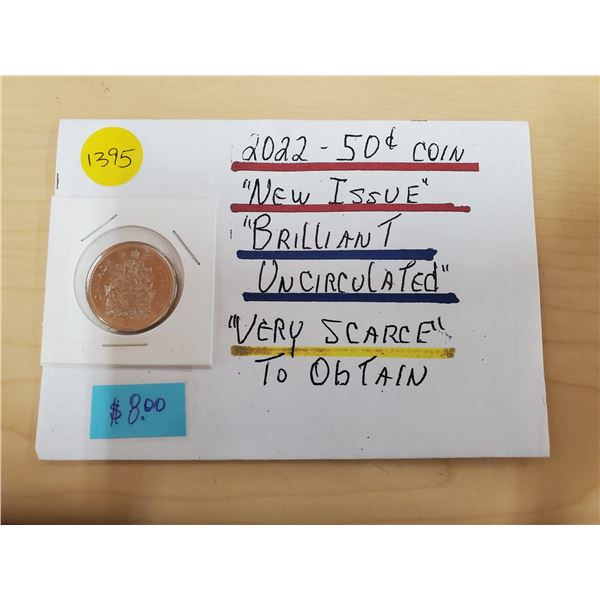 1395
2022 - 50¢ COIN
"NEW ISSUE"
"BRILLIANT
UNCIRCULATED"
"VERY SCARCE"
TO OBTAIN
$8.00